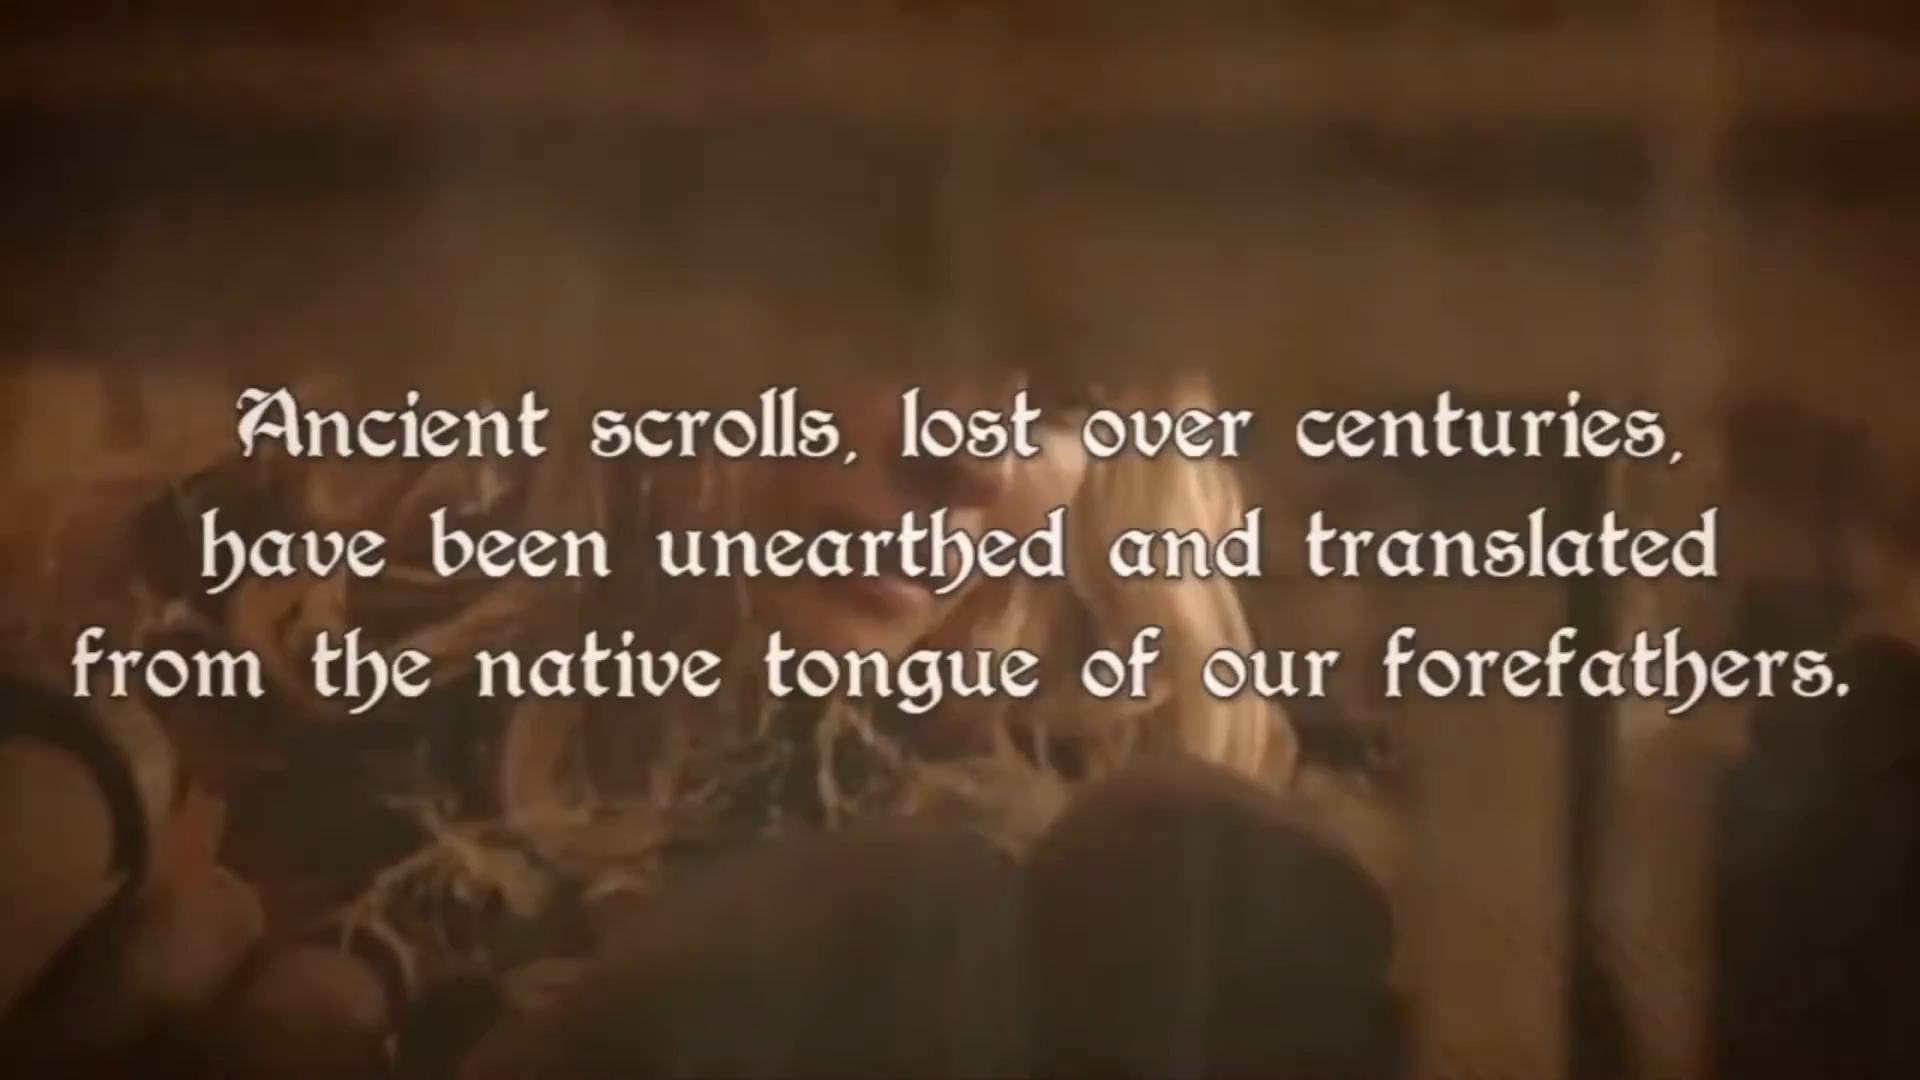 Ancient scrolls, lost over centuries,
have been unearthed and translated
from the native tongue of our forefathers.